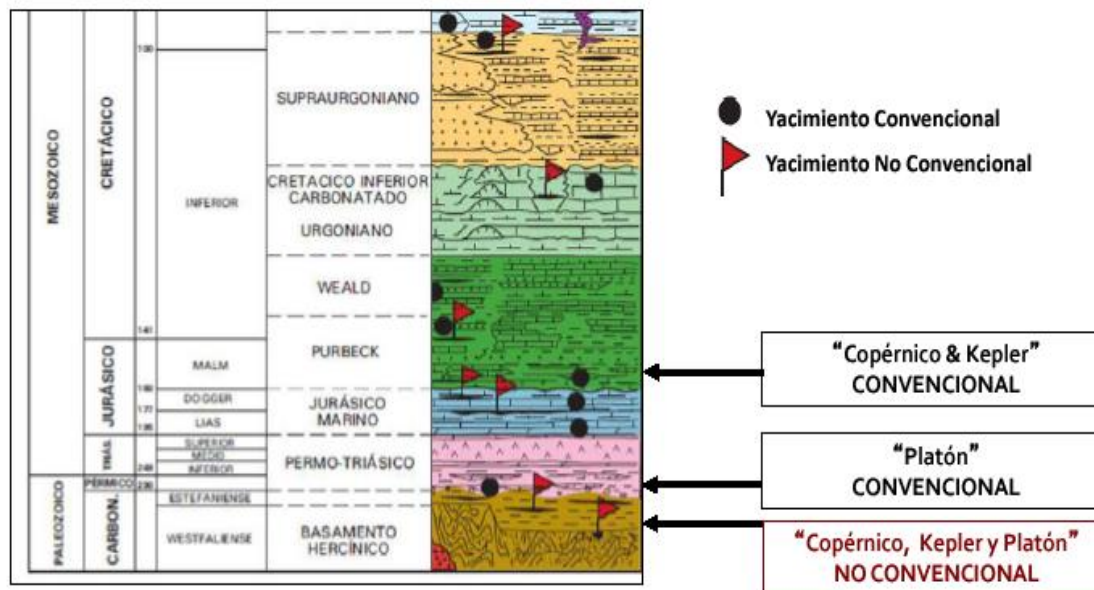 MESOZOICO
CRETÁCICO
INFERIOR
100
SUPRAURGONIANO
CRETACICO INFERIOR
CARBONATADO
URGONIANO
WEALD
PURBECK
JURÁSICO
MALM
DOGGER
LIAS
JURÁSICO
MARINO
TRIÁS.
SUPERIOR
MEDIO
INFERIOR
PERMO-TRIÁSICO
PALEOZOICO
PÉRMICO
CARBON.
ESTEFANIENSE
WESTFALIENSE
BASAMENTO
HERCÍNICO
Yacimiento Convencional
Yacimiento No Convencional
“Copérnico & Kepler”
CONVENCIONAL
“Platón”
CONVENCIONAL
“Copérnico, Kepler y Platón”
NO CONVENCIONAL